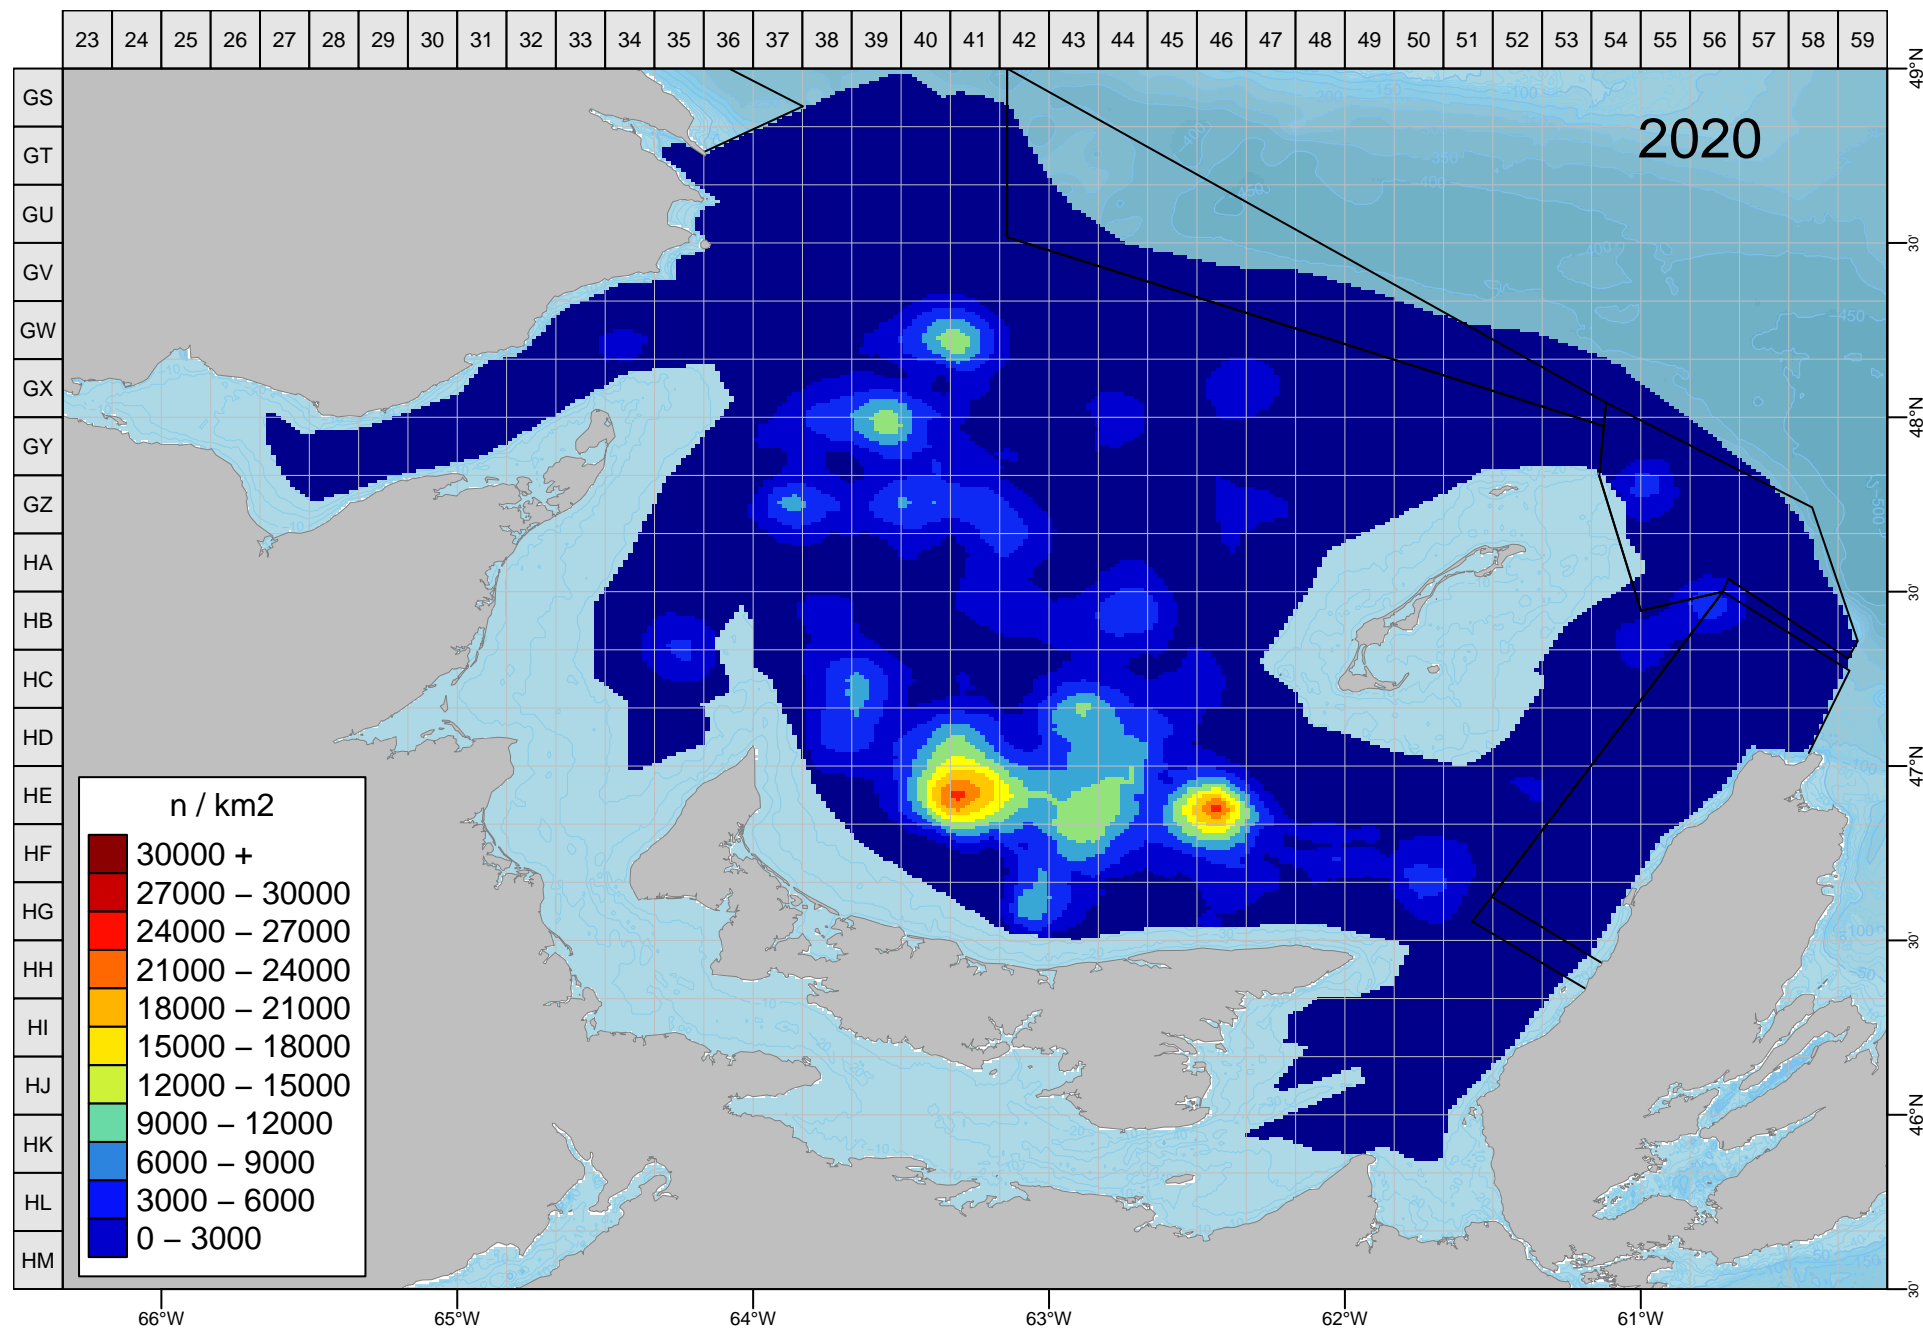 23 24 25 26 27 28 29 30 31 32 33 34 35 36 37 38 39 40 41 42 43 44 45 46 47 48 49 50 51 52 53 54 55 56 57 58 59
GS
GT
GU
GV
GW
GX
GY
GZ
HA
HB
HC
HD
HE
HF
HG
HH
HI
HJ
HK
HL
HM
2020
49°N
30'
48°N
30'
47°N
30'
46°N
30'
n / km2
30000 +
27000 – 30000
24000 – 27000
21000 – 24000
18000 – 21000
15000 – 18000
12000 – 15000
9000 – 12000
6000 – 9000
3000 – 6000
0 – 3000
66°W 65°W 64°W 63°W 62°W 61°W